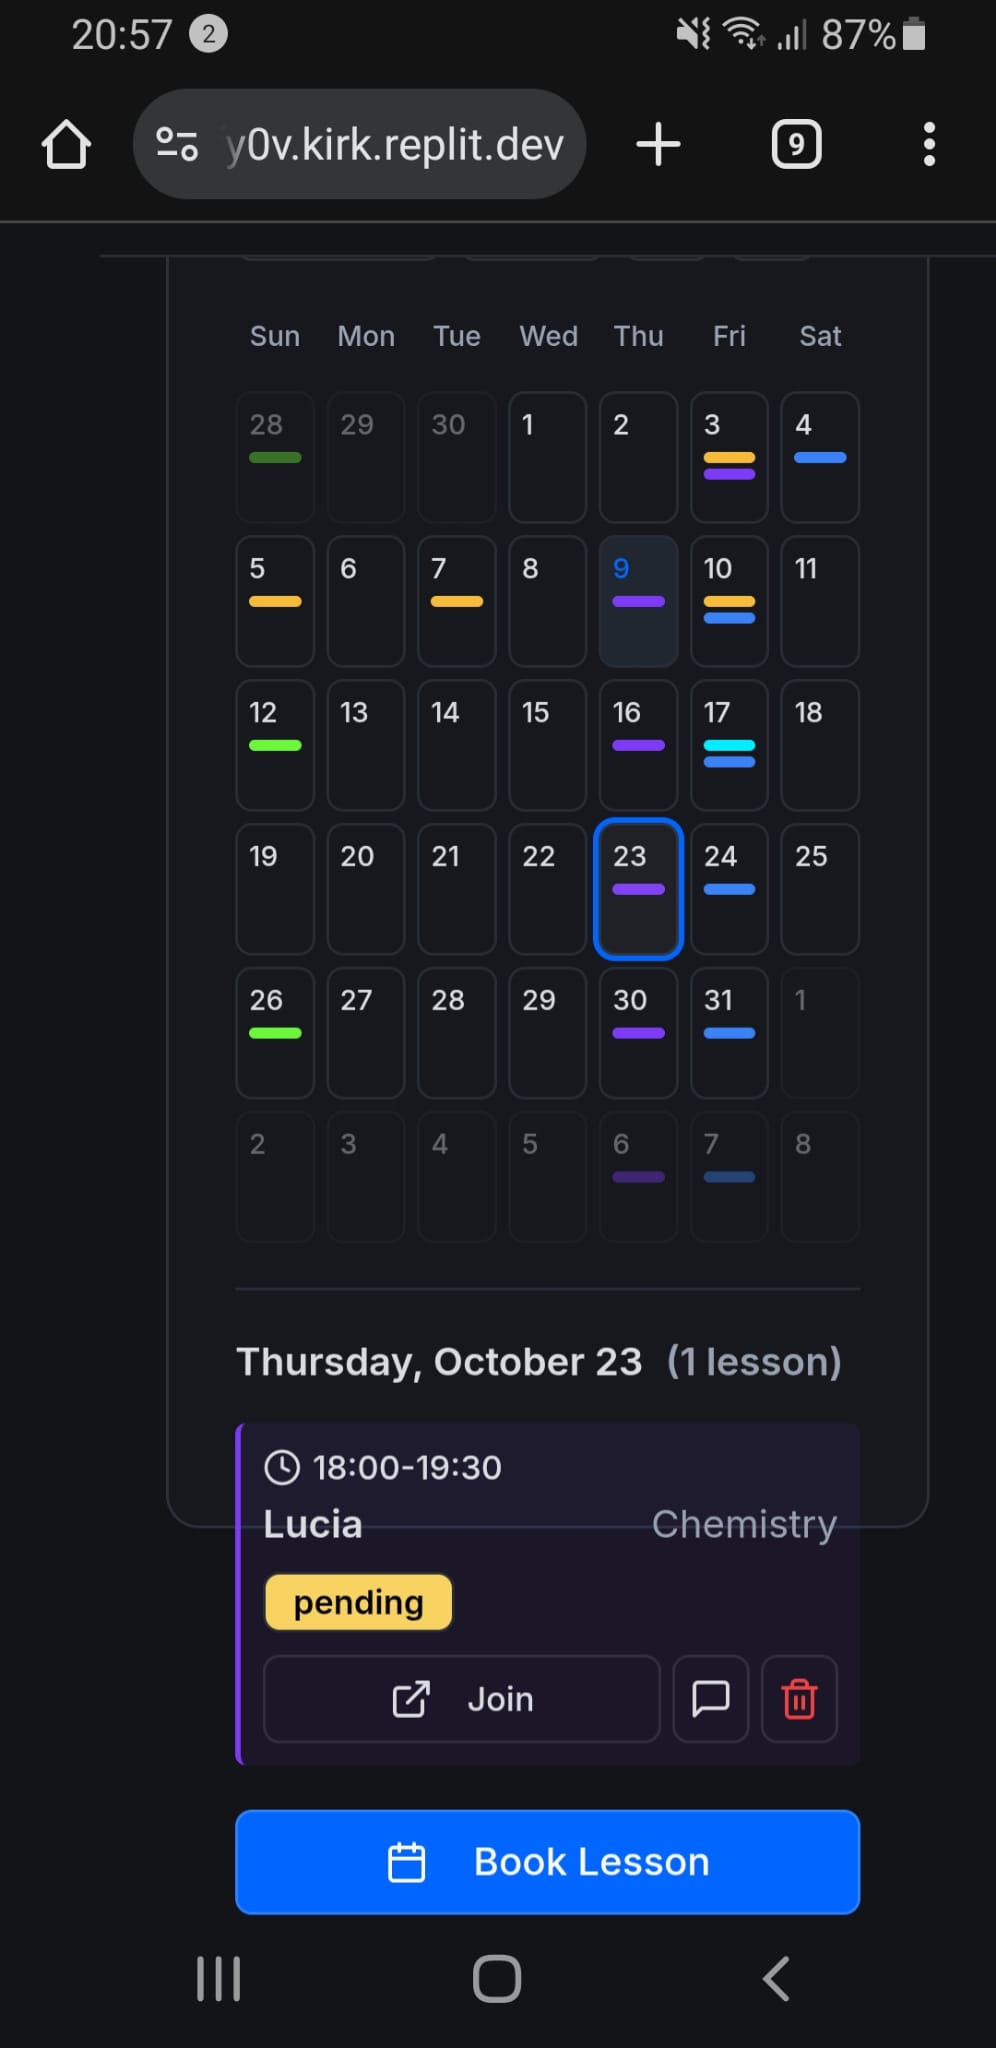 20:57 2 87%
y0v.kirk.replit.dev 9
Sun Mon Tue Wed Thu Fri Sat
28 29 30 1 2 3 4
5 6 7 8 9 10 11
12 13 14 15 16 17 18
19 20 21 22 23 24 25
26 27 28 29 30 31 1
2 3 4 5 6 7 8
Thursday, October 23 (1 lesson)
18:00-19:30
Lucia Chemistry
pending
Join
Book Lesson